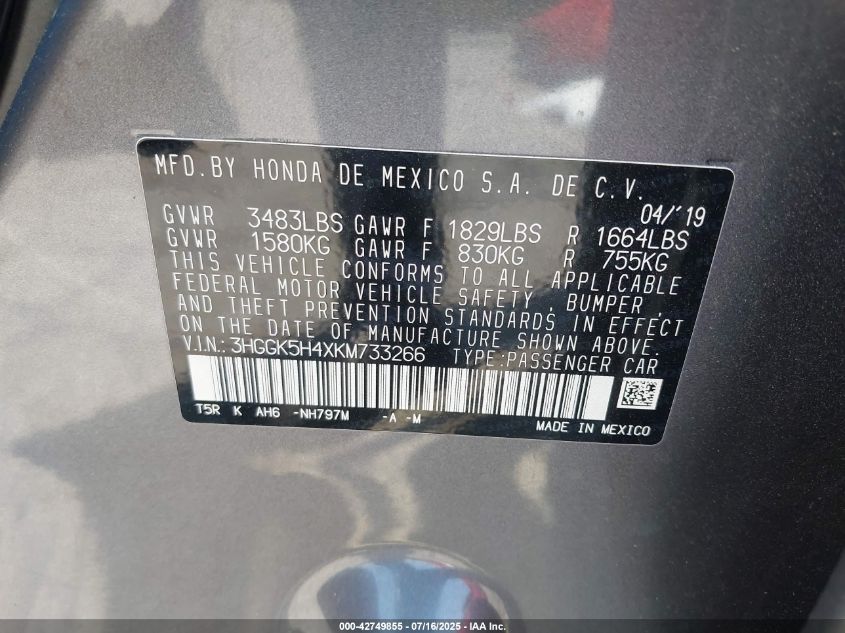 MFD.BY HONDA DE MEXICO S.A. DE C.V.
04/'19
GVWR 3483LBS GAWR F 1829LBS R 1664LBS
GVWR 1580KG GAWR F 830KG R 755KG
THIS VEHICLE CONFORMS TO ALL APPLICABLE
FEDERAL MOTOR VEHICLE SAFETY, BUMPER,
AND THEFT PREVENTION STANDARDS IN EFFECT
ON THE DATE OF MANUFACTURE SHOWN ABOVE.
V.I.N.: 3HGGK5H4XKM733266 TYPE:PASSENGER CAR
T5R K AH6 -NH797M -A -M
MADE IN MEXICO
000-42749855 - 07/16/2025 - IAA Inc.